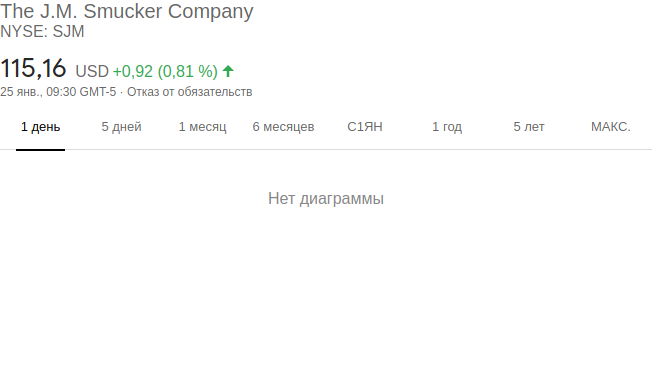 The J.M. Smucker Company
NYSE: SJM
115,16 USD +0,92 (0,81 %)
25 янв., 09:30 GMT-5 · Отказ от обязательств
1 день 5 дней 1 месяц 6 месяцев С1ЯН 1 год 5 лет МАКС.
Нет диаграммы